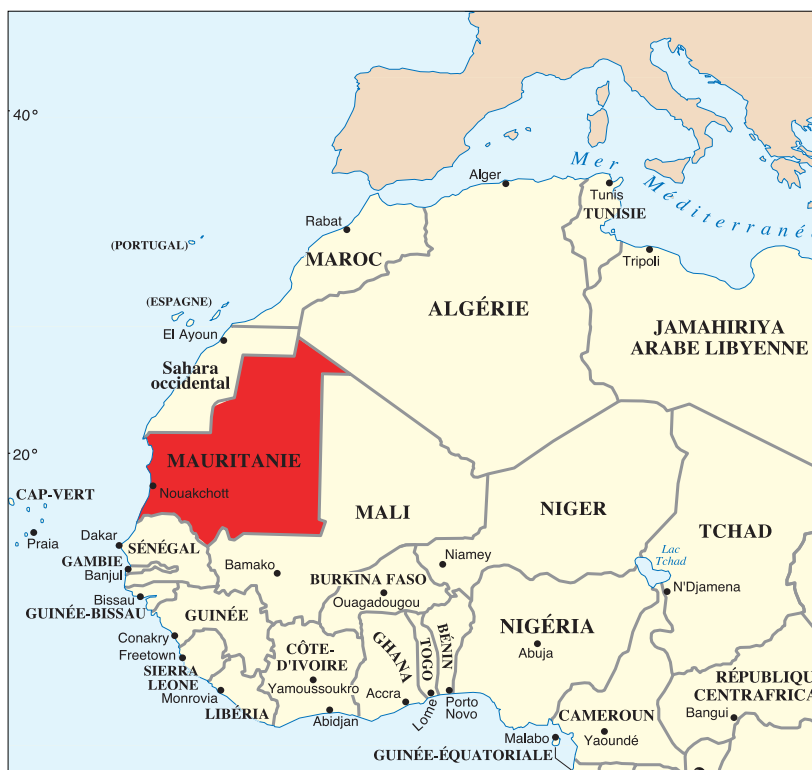 40°
Mer Méditerranée
Alger
Tunis
TUNISIE
Rabat
(PORTUGAL)
MAROC
Tripoli
(ESPAGNE)
ALGÉRIE
El Ayoun
JAMAHIRIYA
ARABE LIBYENNE
Sahara
occidental
20°
MAURITANIE
Nouakchott
CAP-VERT
Praia
MALI
NIGER
TCHAD
Dakar
SÉNÉGAL
GAMBIE
Banjul
Bamako
Niamey
Lac
Tchad
BURKINA FASO
Ouagadougou
N'Djamena
Bissau
GUINÉE-BISSAU
GUINÉE
Conakry
Freetown
SIERRA
LEONE
Monrovia
LIBÉRIA
CÔTE-
D'IVOIRE
Yamoussoukro
Abidjan
GHANA
Accra
TOGO
Lome
BÉNIN
Porto
Novo
NIGÉRIA
Abuja
RÉPUBLIQU
CENTRAFRICA
Bangui
CAMEROUN
Yaoundé
Malabo
GUINÉE-ÉQUATORIALE